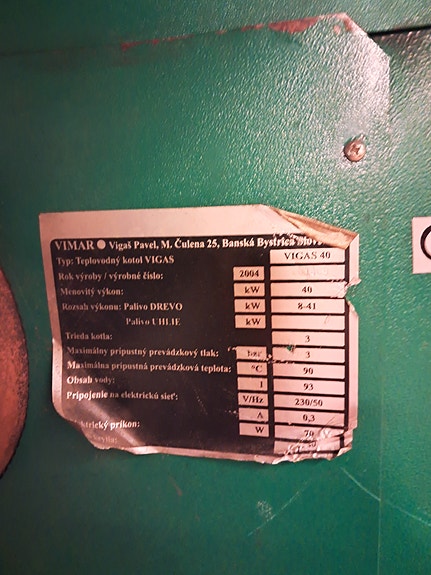 VIMAR ● Vigaš Pavel, M. Čulena 25, Banská Bystrica Slove
Typ: Teplovodný kotol VIGAS VIGAS 40
Rok výroby / výrobné číslo: 2004
Menovitý výkon: kW 40
Rozsah výkonu: Palivo DREVO kW 8-41
Palivo UHLIE kW
Trieda kotla: 3
Maximálny prípustný prevádzkový tlak: bar 3
Maximálna prípustná prevádzková teplota: °C 90
Obsah vody: l 93
Pripojenie na elektrickú sieť: V/Hz 230/50
A 0,3
ektrický príkon: W 70